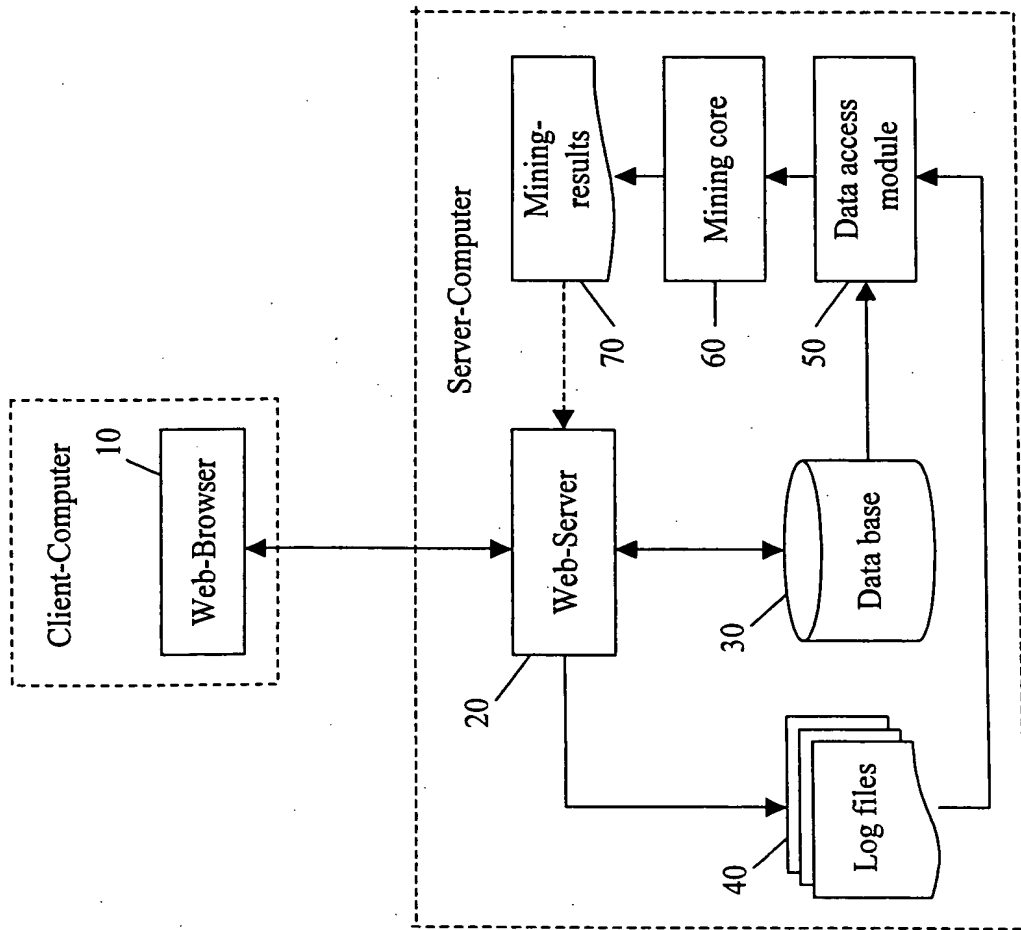 Client-Computer
10
Web-Browser
Server-Computer
20
Web-Server
70
Mining-
results
60
Mining core
50
Data access
module
30
Data base
40
Log files